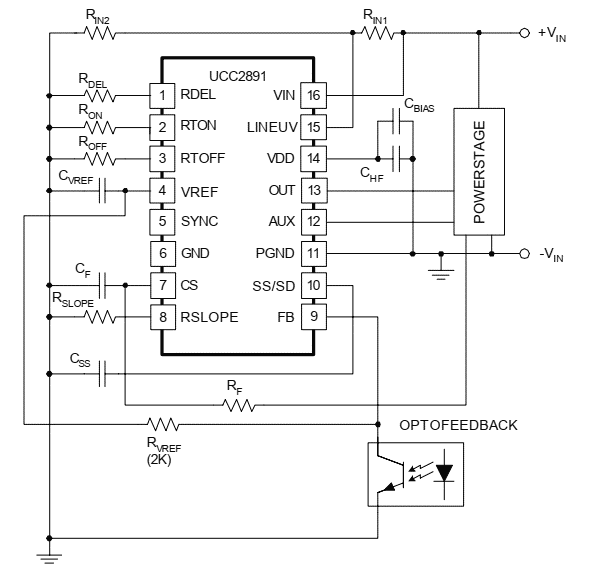 RIN2
RIN1
+VIN
UCC2891
RDEL
1 RDEL
VIN 16
CBIAS
RON
2 RTON
LINEUV 15
ROFF
3 RTOFF
VDD 14
CHF
CVREF
4 VREF
OUT 13
POWERSTAGE
5 SYNC
AUX 12
6 GND
PGND 11
-VIN
CF
7 CS
SS/SD 10
RSLOPE
8 RSLOPE
FB 9
CSS
RF
RVREF
(2K)
OPTOFEEDBACK